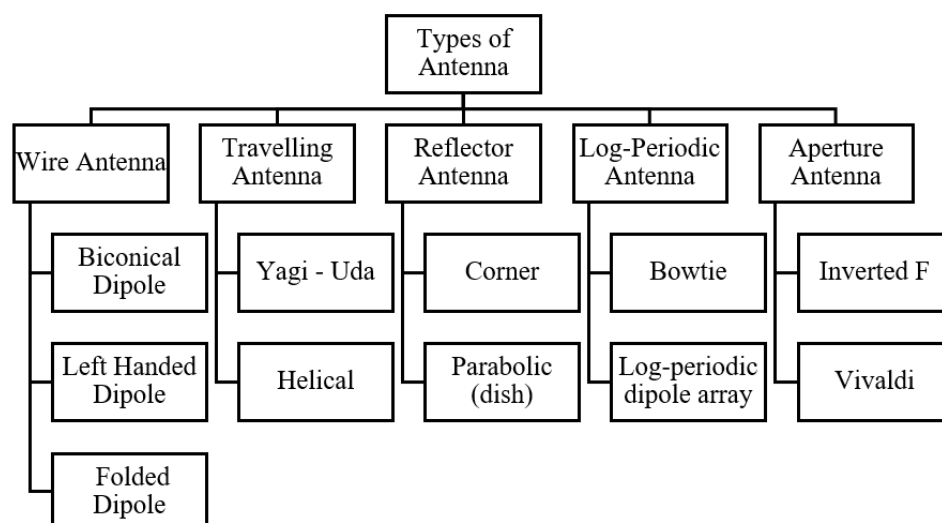 Types of
Antenna
Wire Antenna
Travelling
Antenna
Reflector
Antenna
Log-Periodic
Antenna
Aperture
Antenna
Biconical
Dipole
Yagi - Uda
Corner
Bowtie
Inverted F
Left Handed
Dipole
Helical
Parabolic
(dish)
Log-periodic
dipole array
Vivaldi
Folded
Dipole